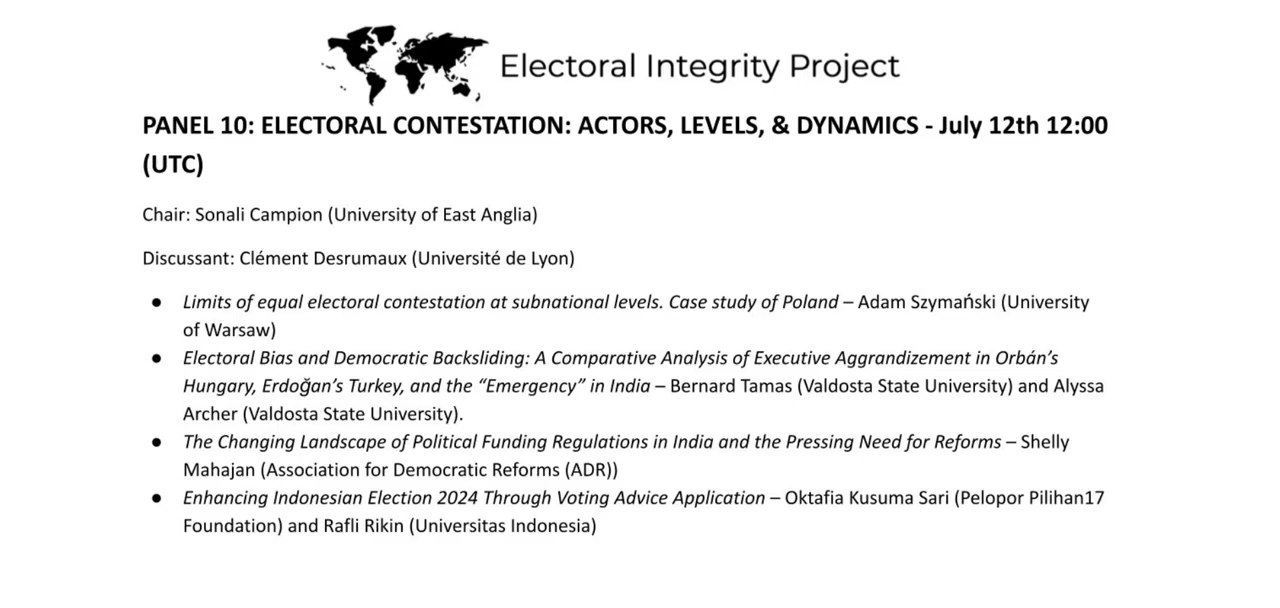 Electoral Integrity Project
PANEL 10: ELECTORAL CONTESTATION: ACTORS, LEVELS, & DYNAMICS - July 12th 12:00
(UTC)
Chair: Sonali Campion (University of East Anglia)
Discussant: Clément Desrumaux (Université de Lyon)
● Limits of equal electoral contestation at subnational levels. Case study of Poland – Adam Szymański (University
of Warsaw)
● Electoral Bias and Democratic Backsliding: A Comparative Analysis of Executive Aggrandizement in Orbán’s
Hungary, Erdoğan’s Turkey, and the “Emergency” in India – Bernard Tamas (Valdosta State University) and Alyssa
Archer (Valdosta State University).
● The Changing Landscape of Political Funding Regulations in India and the Pressing Need for Reforms – Shelly
Mahajan (Association for Democratic Reforms (ADR))
● Enhancing Indonesian Election 2024 Through Voting Advice Application – Oktafia Kusuma Sari (Pelopor Pilihan17
Foundation) and Rafli Rikin (Universitas Indonesia)